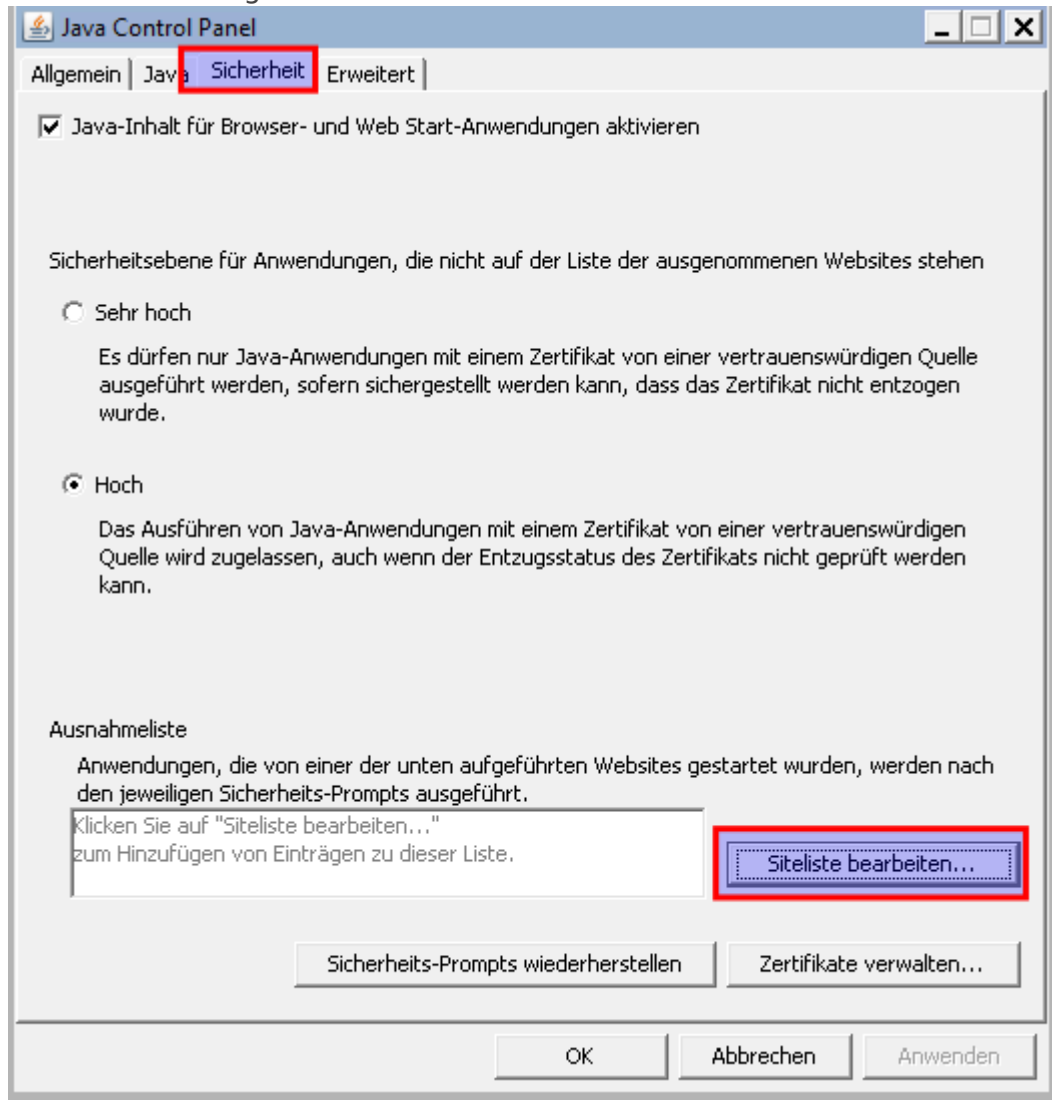 Java Control Panel
Allgemein Java Sicherheit Erweitert
Java-Inhalt für Browser- und Web Start-Anwendungen aktivieren
Sicherheitsebene für Anwendungen, die nicht auf der Liste der ausgenommenen Websites stehen
Sehr hoch
Es dürfen nur Java-Anwendungen mit einem Zertifikat von einer vertrauenswürdigen Quelle
ausgeführt werden, sofern sichergestellt werden kann, dass das Zertifikat nicht entzogen
wurde.
Hoch
Das Ausführen von Java-Anwendungen mit einem Zertifikat von einer vertrauenswürdigen
Quelle wird zugelassen, auch wenn der Entzugsstatus des Zertifikats nicht geprüft werden
kann.
Ausnahmeliste
Anwendungen, die von einer der unten aufgeführten Websites gestartet wurden, werden nach
den jeweiligen Sicherheits-Prompts ausgeführt.
Klicken Sie auf "Siteliste bearbeiten..."
zum Hinzufügen von Einträgen zu dieser Liste.
Siteliste bearbeiten...
Sicherheits-Prompts wiederherstellen
Zertifikate verwalten...
OK
Abbrechen
Anwenden